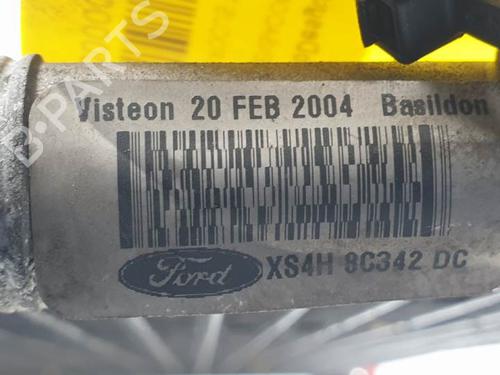 Visteon 20 FEB 2004 Basildon
Ford XS4H 8C342 DC
B-PARTS